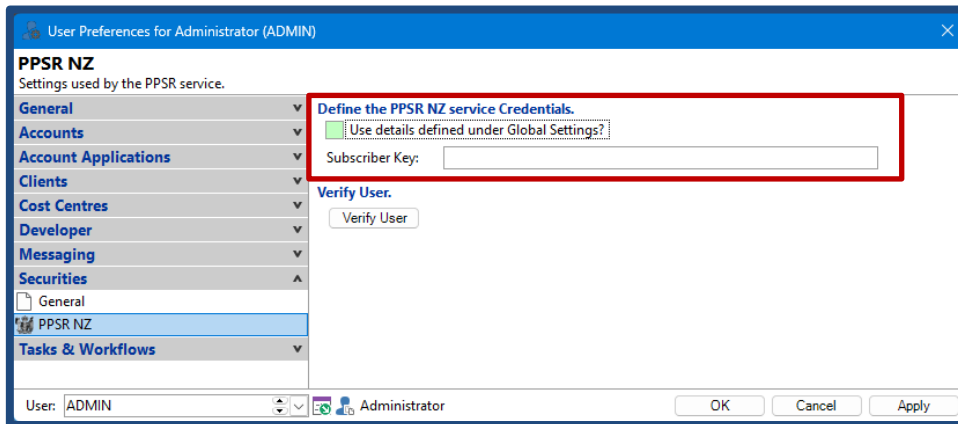 User Preferences for Administrator (ADMIN)
PPSR NZ
Settings used by the PPSR service.
General
Accounts
Account Applications
Clients
Cost Centres
Developer
Messaging
Securities
General
PPSR NZ
Tasks & Workflows
Define the PPSR NZ service Credentials.
Use details defined under Global Settings?
Subscriber Key:
Verify User.
Verify User
User: ADMIN Administrator OK Cancel Apply